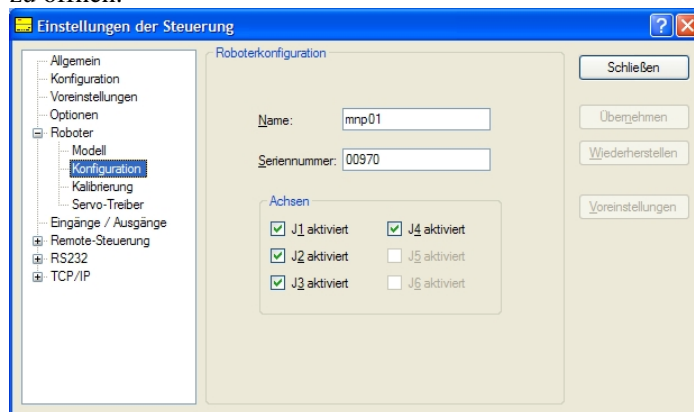 zu öffnen.
Einstellungen der Steuerung
Allgemein
Konfiguration
Voreinstellungen
Optionen
Roboter
Modell
Konfiguration
Kalibrierung
Servo-Treiber
Eingänge / Ausgänge
Remote-Steuerung
RS232
TCP/IP
Roboterkonfiguration
Name: mnp01
Seriennummer: 00970
Achsen
J1 aktiviert J4 aktiviert
J2 aktiviert J5 aktiviert
J3 aktiviert J6 aktiviert
Schließen
Übernehmen
Wiederherstellen
Voreinstellungen